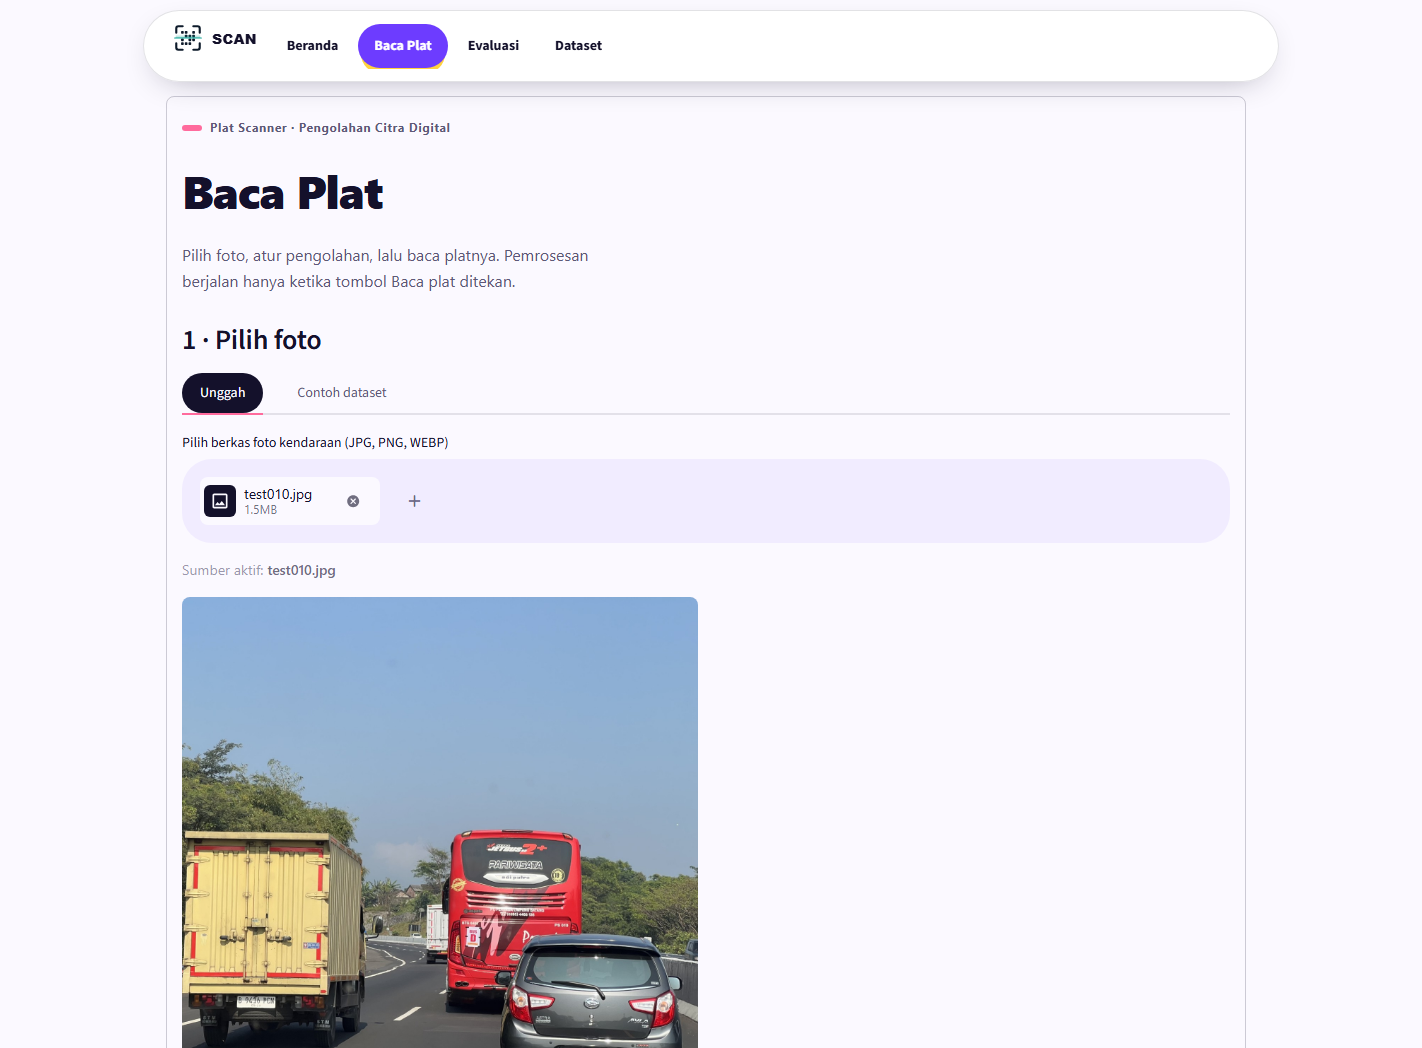 SCAN
Beranda
Baca Plat
Evaluasi
Dataset
Plat Scanner · Pengolahan Citra Digital
Baca Plat
Pilih foto, atur pengolahan, lalu baca platnya. Pemrosesan
berjalan hanya ketika tombol Baca plat ditekan.
1 · Pilih foto
Unggah
Contoh dataset
Pilih berkas foto kendaraan (JPG, PNG, WEBP)
test010.jpg
1.5MB
Sumber aktif: test010.jpg
JETBUS 2+
PARIWISATA